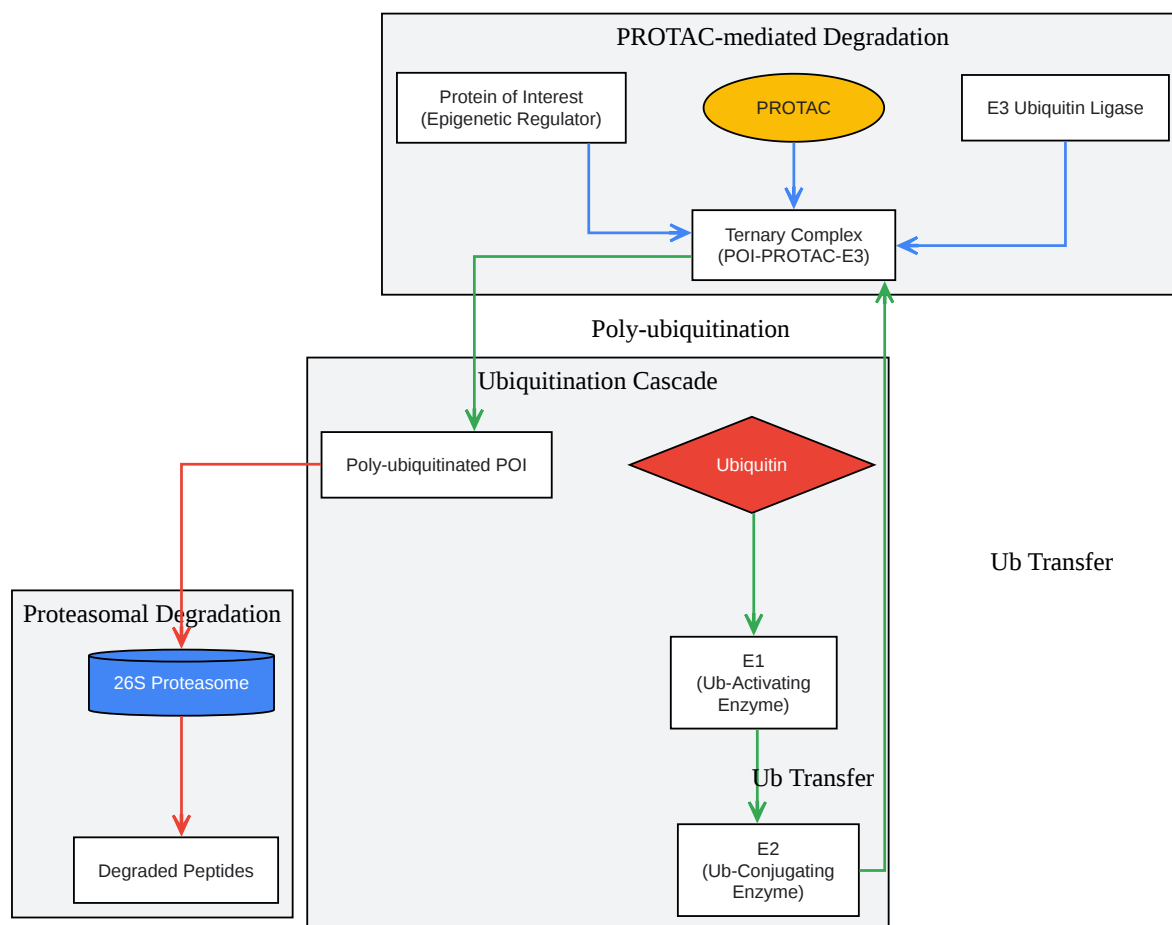 PROTAC-mediated Degradation
Protein of Interest
(Epigenetic Regulator)
PROTAC
E3 Ubiquitin Ligase
Ternary Complex
(POI-PROTAC-E3)
Poly-ubiquitination
Ubiquitination Cascade
Poly-ubiquitinated POI
Ubiquitin
Ub Transfer
Proteasomal Degradation
26S Proteasome
E1
(Ub-Activating
Enzyme)
Ub Transfer
Degraded Peptides
E2
(Ub-Conjugating
Enzyme)